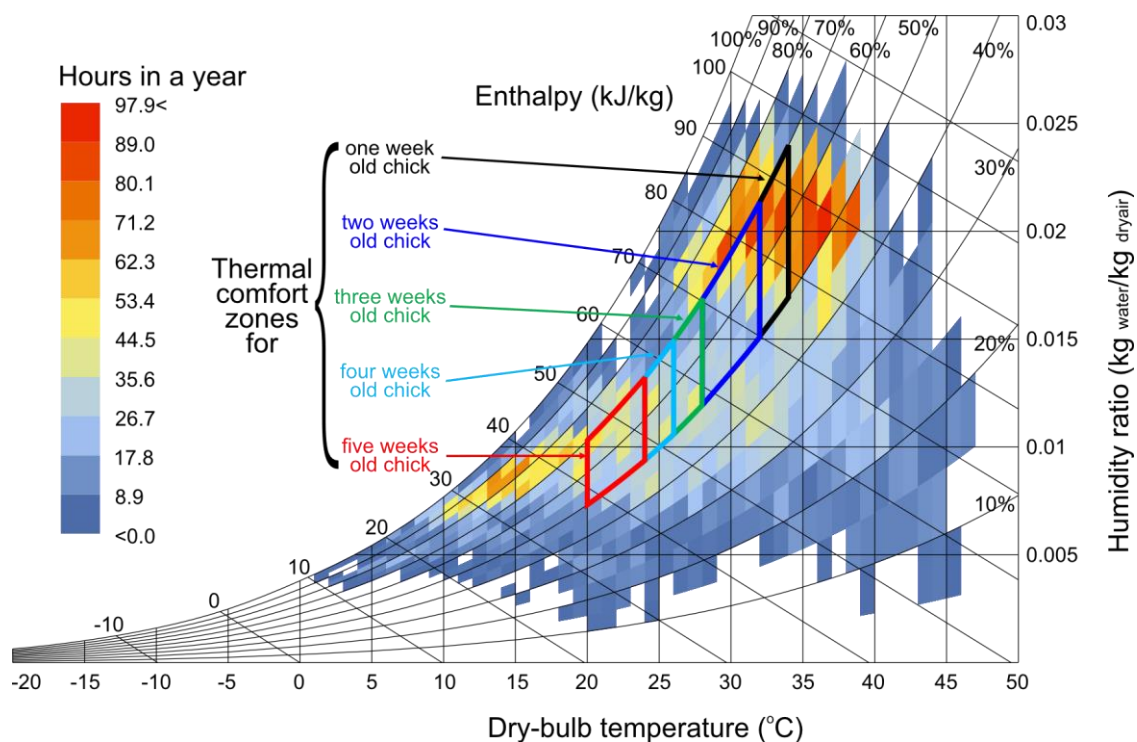 Hours in a year
97.9<
89.0
80.1
71.2
62.3
53.4
44.5
35.6
26.7
17.8
8.9
<0.0
Enthalpy (kJ/kg)
Thermal
comfort
zones
for
one week
old chick
two weeks
old chick
three weeks
old chick
four weeks
old chick
five weeks
old chick
-10
0
10
20
30
40
50
60
70
80
90
100
100%
90%
80%
70%
60%
50%
40%
30%
20%
10%
0.03
0.025
0.02
0.015
0.01
0.005
Humidity ratio (kg water/kg dryair)
-20 -15 -10 -5 0 5 10 15 20 25 30 35 40 45 50
Dry-bulb temperature (°C)